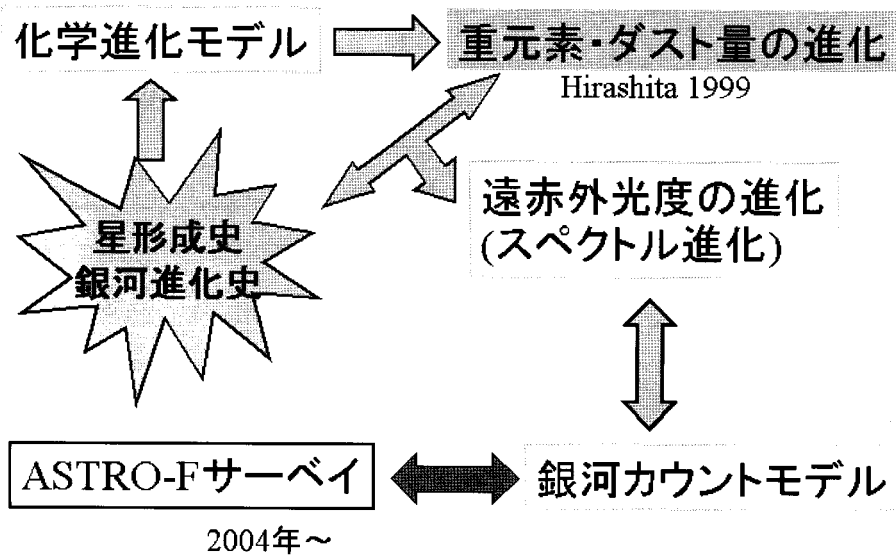 化学進化モデル
重元素・ダスト量の進化
Hirashita 1999
星形成史
銀河進化史
遠赤外光度の進化
(スペクトル進化)
ASTRO-Fサーベイ
銀河カウントモデル
2004年～